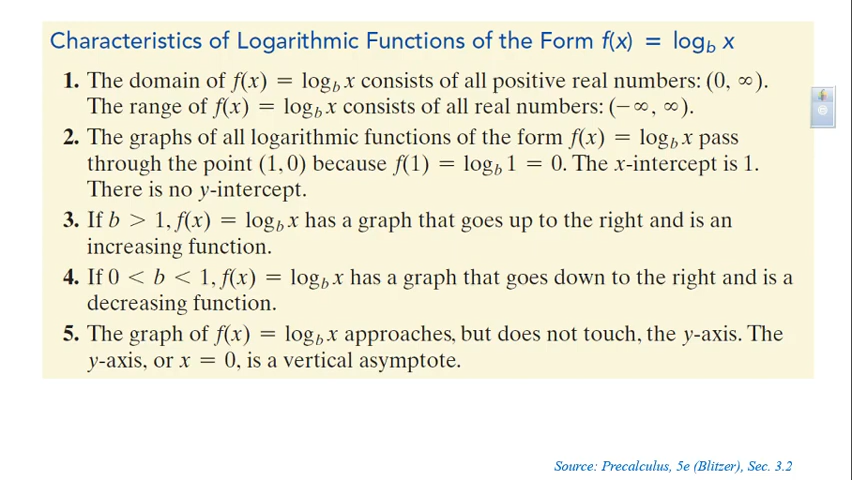 Characteristics of Logarithmic Functions of the Form f(x) = log_b x
1. The domain of f(x) = log_b x consists of all positive real numbers: (0, ∞).
The range of f(x) = log_b x consists of all real numbers: (−∞, ∞).
2. The graphs of all logarithmic functions of the form f(x) = log_b x pass
through the point (1, 0) because f(1) = log_b 1 = 0. The x-intercept is 1.
There is no y-intercept.
3. If b > 1, f(x) = log_b x has a graph that goes up to the right and is an
increasing function.
4. If 0 < b < 1, f(x) = log_b x has a graph that goes down to the right and is a
decreasing function.
5. The graph of f(x) = log_b x approaches, but does not touch, the y-axis. The
y-axis, or x = 0, is a vertical asymptote.
Source: Precalculus, 5e (Blitzer), Sec. 3.2